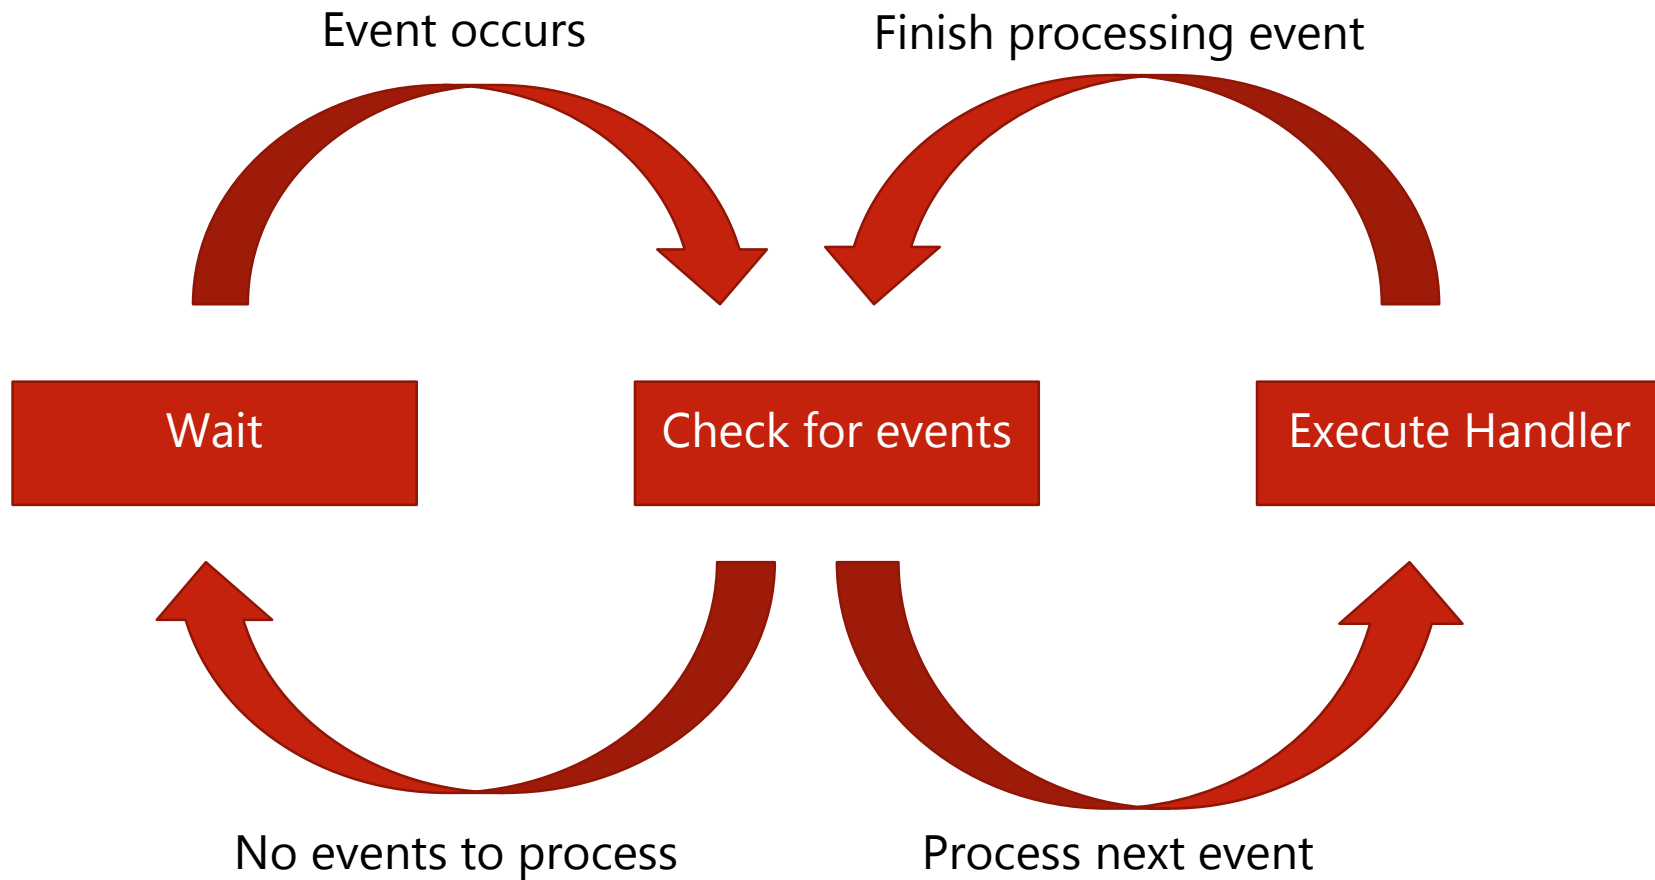 Event occurs
Finish processing event
Wait
Check for events
Execute Handler
No events to process
Process next event